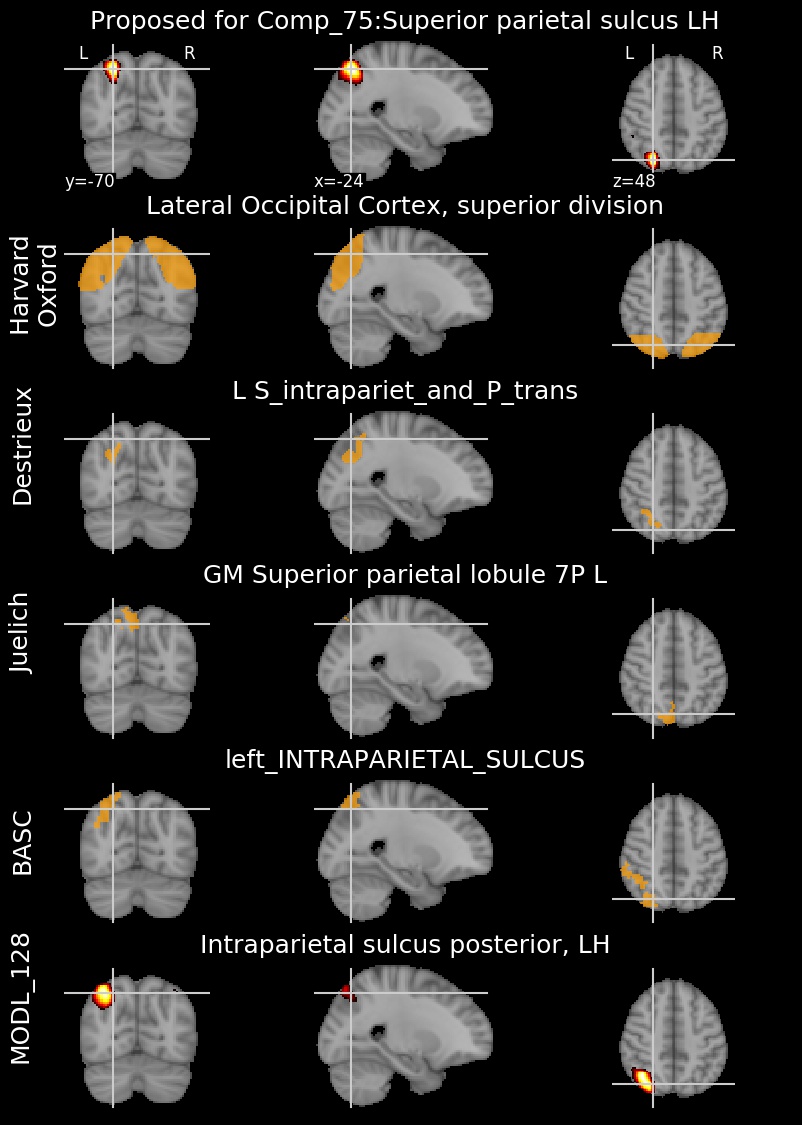 Proposed for Comp_75:Superior parietal sulcus LH
L R L R
y=-70 x=-24 z=48
Lateral Occipital Cortex, superior division
Harvard
Oxford
L S_intrapariet_and_P_trans
Destrieux
GM Superior parietal lobule 7P L
Juelich
left_INTRAPARIETAL_SULCUS
BASC
Intraparietal sulcus posterior, LH
MODL_128